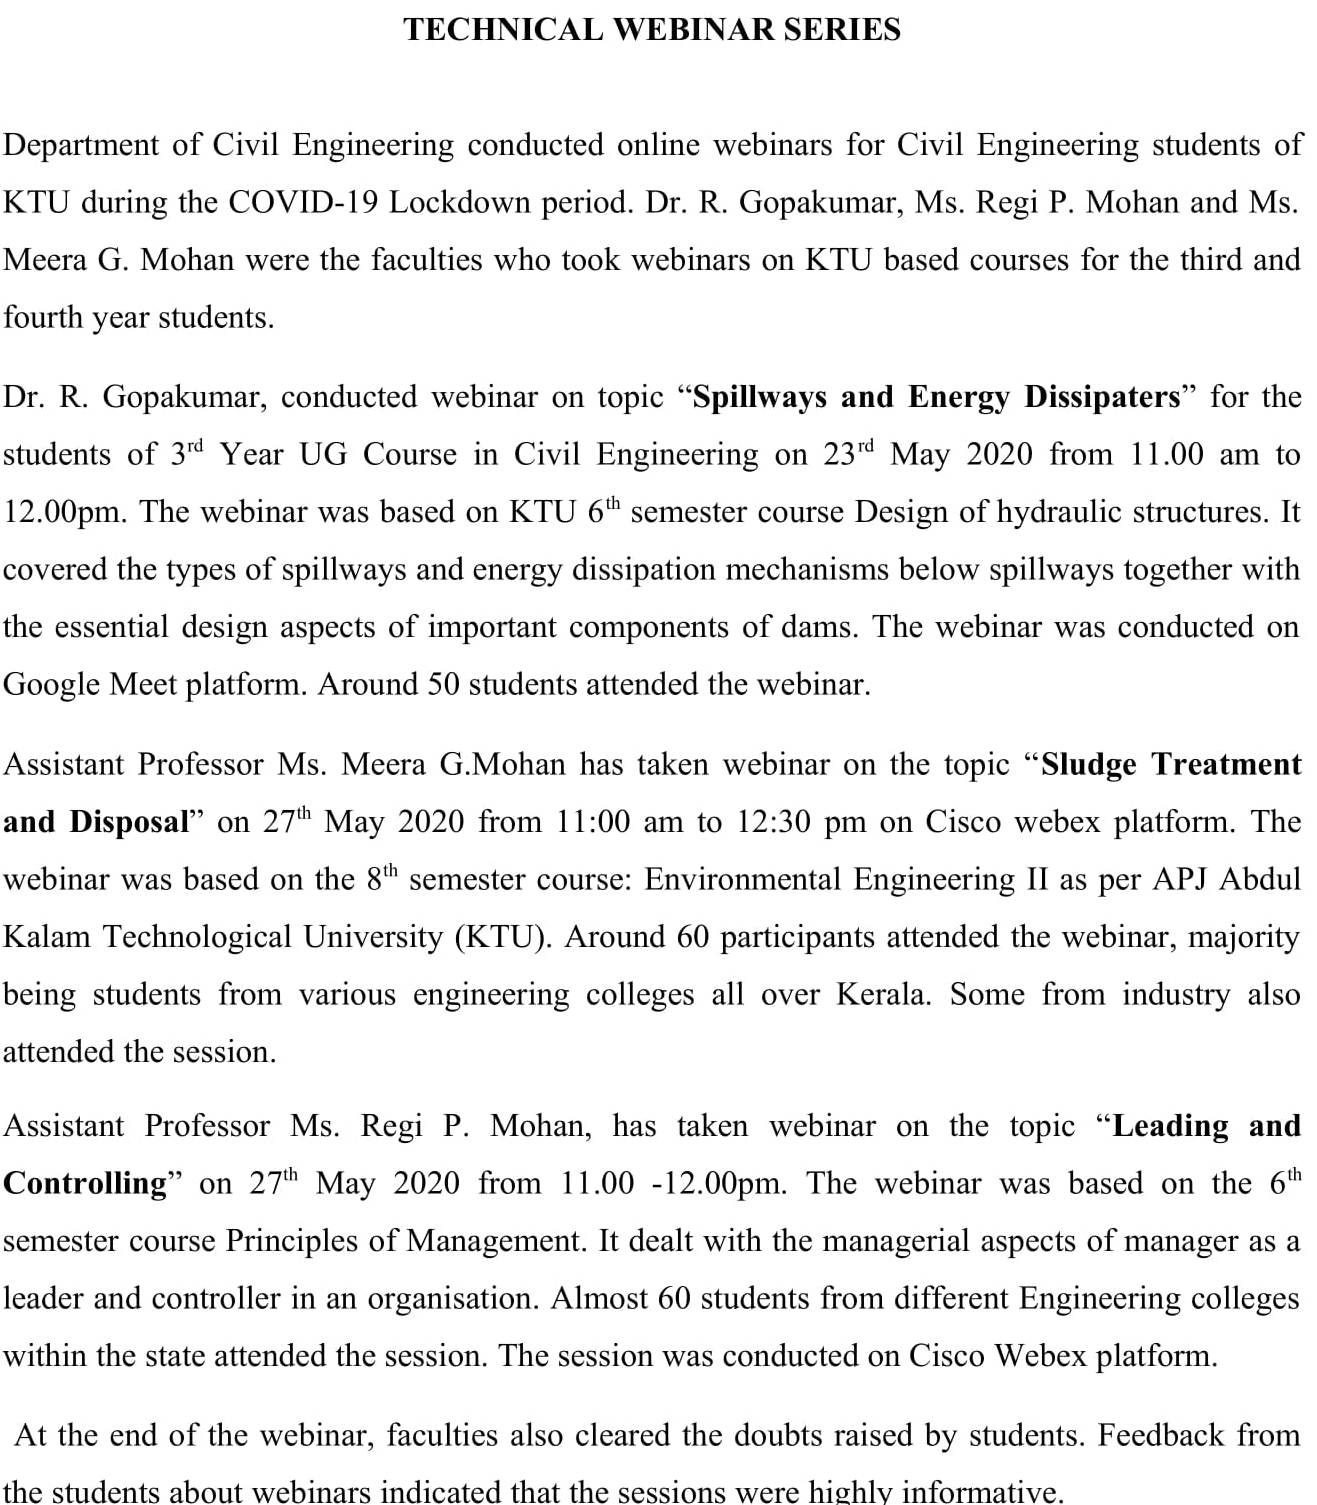 TECHNICAL WEBINAR SERIES
Department of Civil Engineering conducted online webinars for Civil Engineering students of
KTU during the COVID-19 Lockdown period. Dr. R. Gopakumar, Ms. Regi P. Mohan and Ms.
Meera G. Mohan were the faculties who took webinars on KTU based courses for the third and
fourth year students.
Dr. R. Gopakumar, conducted webinar on topic “Spillways and Energy Dissipaters” for the
students of 3rd Year UG Course in Civil Engineering on 23rd May 2020 from 11.00 am to
12.00pm. The webinar was based on KTU 6th semester course Design of hydraulic structures. It
covered the types of spillways and energy dissipation mechanisms below spillways together with
the essential design aspects of important components of dams. The webinar was conducted on
Google Meet platform. Around 50 students attended the webinar.
Assistant Professor Ms. Meera G.Mohan has taken webinar on the topic “Sludge Treatment
and Disposal” on 27th May 2020 from 11:00 am to 12:30 pm on Cisco webex platform. The
webinar was based on the 8th semester course: Environmental Engineering II as per APJ Abdul
Kalam Technological University (KTU). Around 60 participants attended the webinar, majority
being students from various engineering colleges all over Kerala. Some from industry also
attended the session.
Assistant Professor Ms. Regi P. Mohan, has taken webinar on the topic “Leading and
Controlling” on 27th May 2020 from 11.00 -12.00pm. The webinar was based on the 6th
semester course Principles of Management. It dealt with the managerial aspects of manager as a
leader and controller in an organisation. Almost 60 students from different Engineering colleges
within the state attended the session. The session was conducted on Cisco Webex platform.
At the end of the webinar, faculties also cleared the doubts raised by students. Feedback from
the students about webinars indicated that the sessions were highly informative.